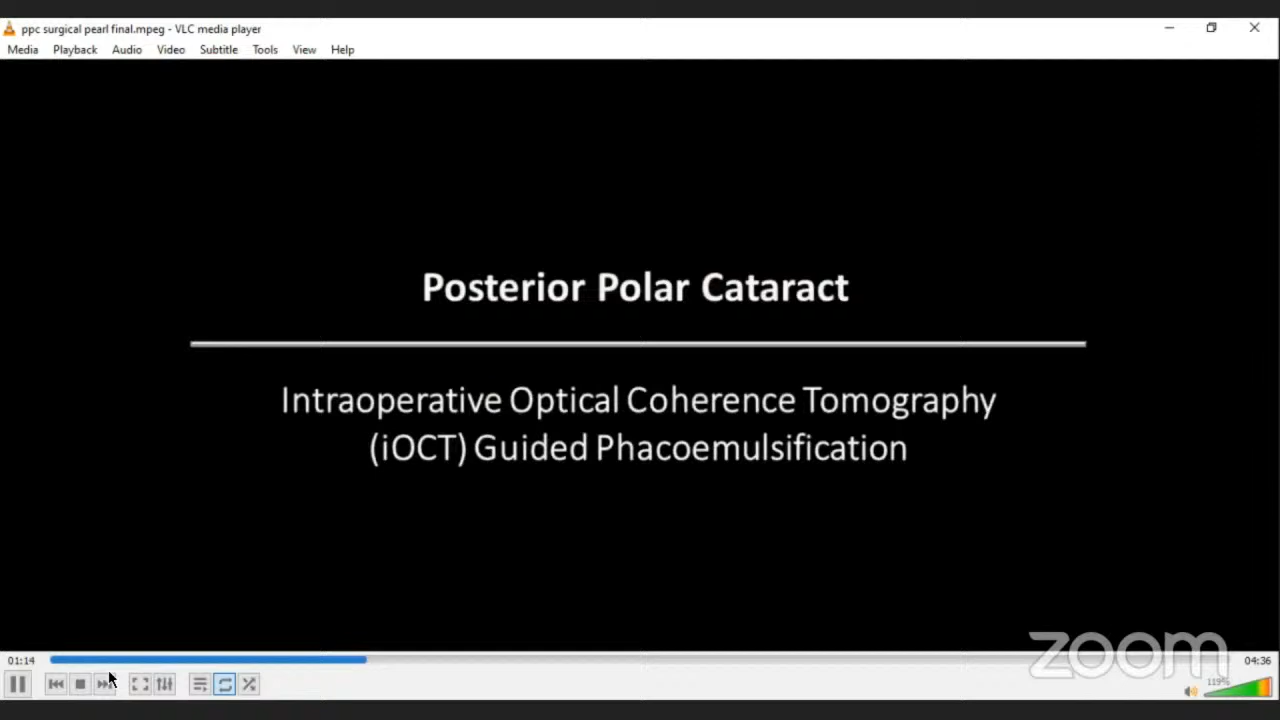 ppc surgical pearl final.mpeg - VLC media player
Media Playback Audio Video Subtitle Tools View Help
Posterior Polar Cataract
Intraoperative Optical Coherence Tomography
(iOCT) Guided Phacoemulsification
zoom
01:14
04:36
119%